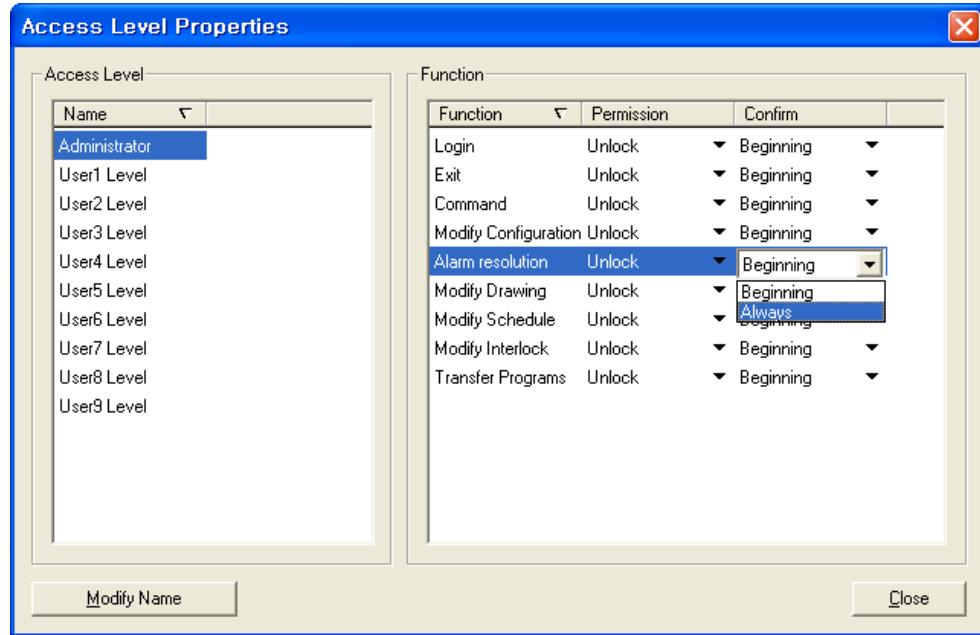 Access Level Properties
Access Level
Function
Name
Function Permission Confirm
Administrator
User1 Level
User2 Level
User3 Level
User4 Level
User5 Level
User6 Level
User7 Level
User8 Level
User9 Level
Login Unlock Beginning
Exit Unlock Beginning
Command Unlock Beginning
Modify Configuration Unlock Beginning
Alarm resolution Unlock Beginning
Modify Drawing Unlock Beginning
Always
Modify Schedule Unlock Beginning
Modify Interlock Unlock Beginning
Transfer Programs Unlock Beginning
Modify Name
Close